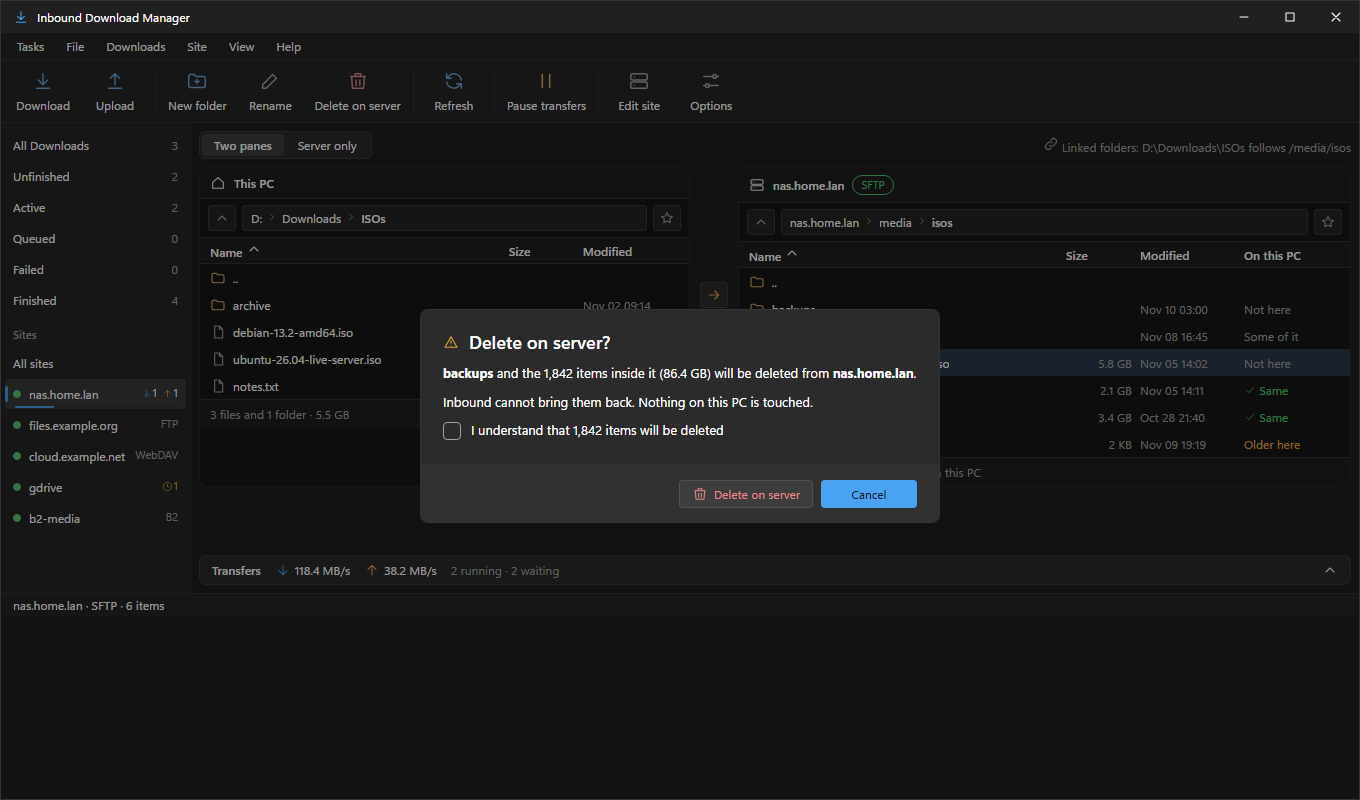 Inbound Download Manager
Tasks File Downloads Site View Help
Download Upload New folder Rename Delete on server Refresh Pause transfers Edit site Options
All Downloads 3
Unfinished 2
Active 2
Queued 0
Failed 0
Finished 4
Sites
All sites
nas.home.lan ↓1 ↑1
files.example.org FTP
cloud.example.net WebDAV
gdrive 1
b2-media B2
Two panes Server only
Linked folders: D:\Downloads\ISOs follows /media/isos
This PC
D: Downloads ISOs
Name Size Modified
..
archive Nov 02 09:14
debian-13.2-amd64.iso
ubuntu-26.04-live-server.iso
notes.txt
3 files and 1 folder · 5.5 GB
nas.home.lan SFTP
nas.home.lan media isos
Name Size Modified On this PC
..
backups Nov 10 03:00 Not here
Nov 08 16:45 Some of it
so 5.8 GB Nov 05 14:02 Not here
2.1 GB Nov 05 14:11 Same
3.4 GB Oct 28 21:40 Same
2 KB Nov 09 19:19 Older here
this PC
Delete on server?
backups and the 1,842 items inside it (86.4 GB) will be deleted from nas.home.lan.
Inbound cannot bring them back. Nothing on this PC is touched.
I understand that 1,842 items will be deleted
Delete on server Cancel
Transfers ↓ 118.4 MB/s ↑ 38.2 MB/s 2 running · 2 waiting
nas.home.lan · SFTP · 6 items